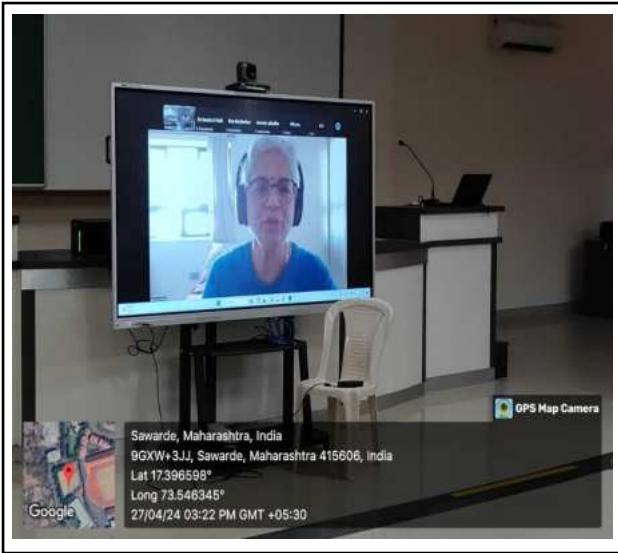 GPS Map Camera
Sawarde, Maharashtra, India
9GXW+3JJ, Sawarde, Maharashtra 415606, India
Lat 17.396598°
Long 73.546345°
27/04/24 03:22 PM GMT +05:30
Google